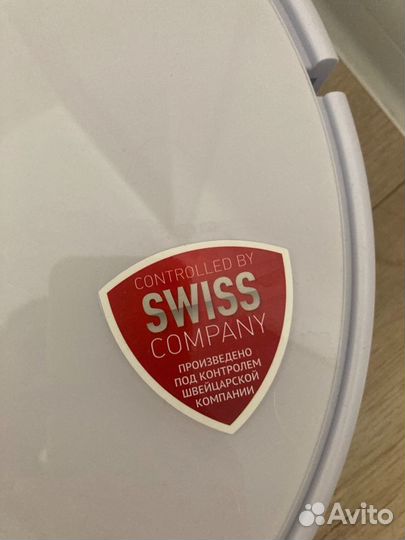 CONTROLLED BY
SWISS
COMPANY
ПРОИЗВЕДЕНО
ПОД КОНТРОЛЕМ
ШВЕЙЦАРСКОЙ
КОМПАНИИ
Avito